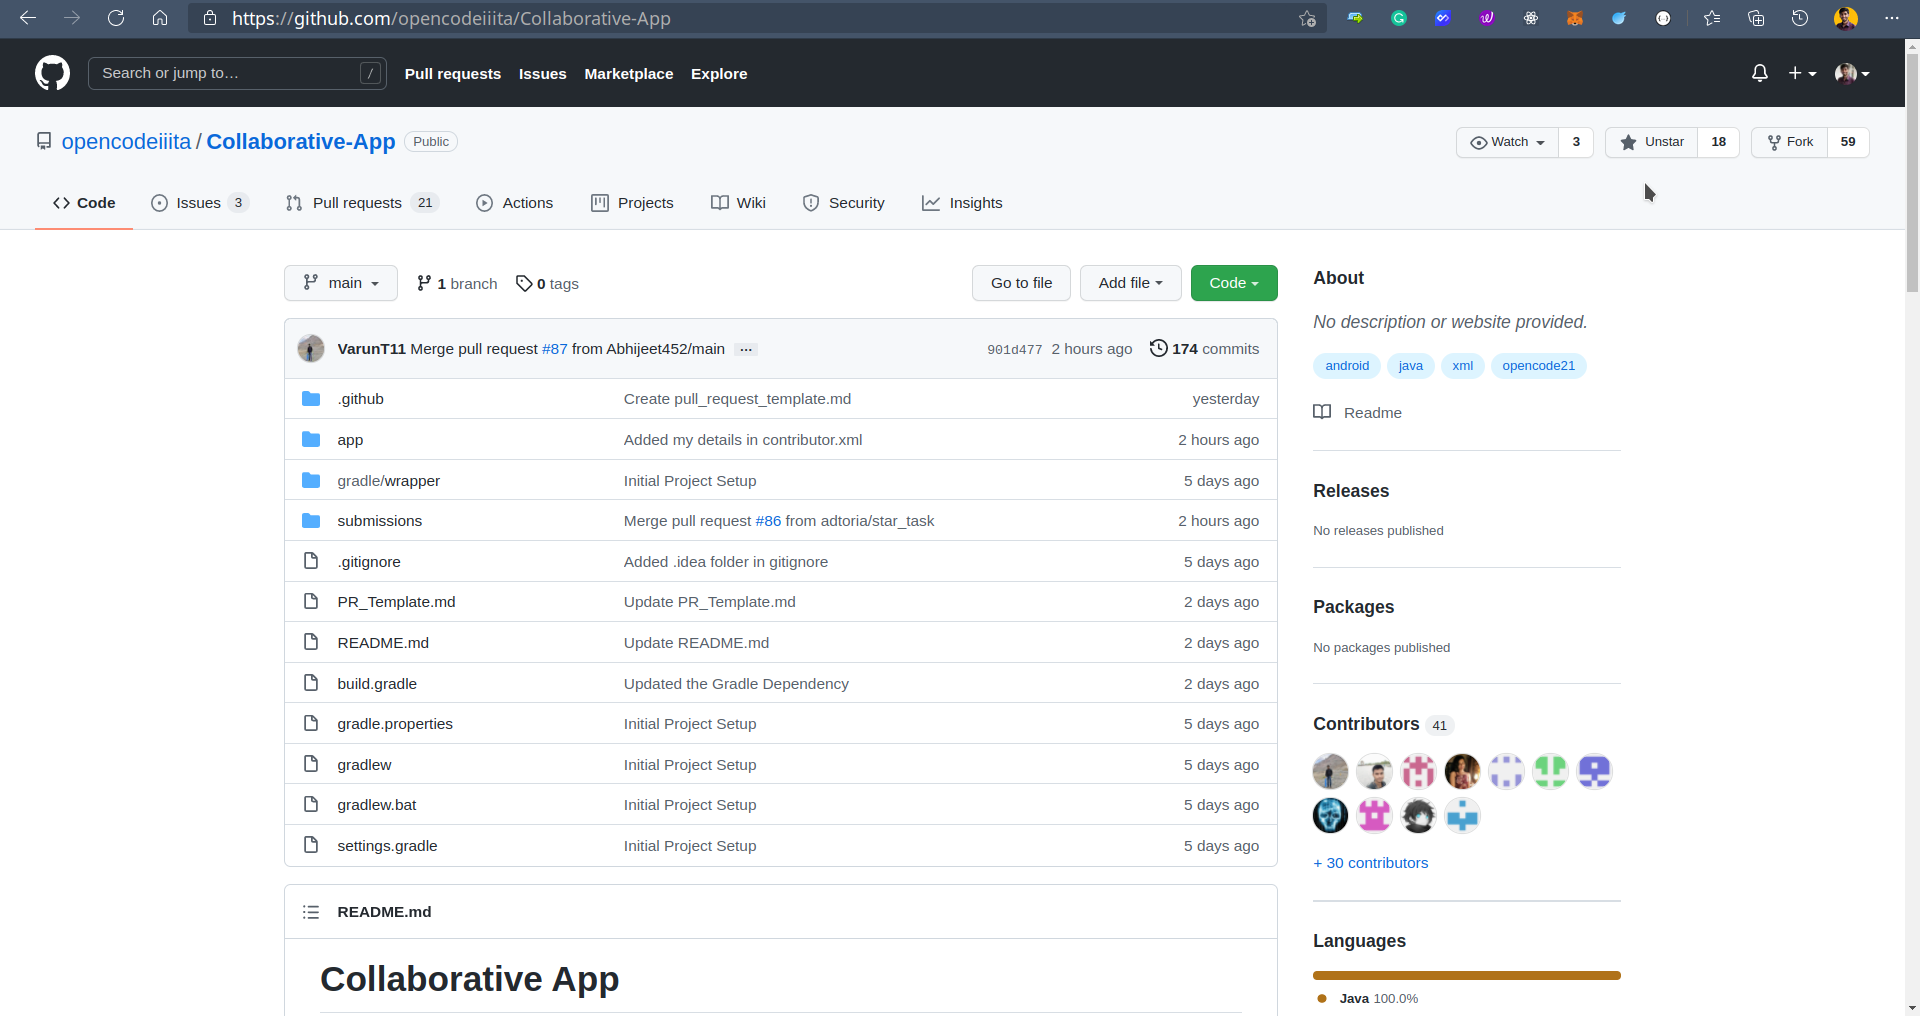 https://github.com/opencodeiiita/Collaborative-App
Search or jump to… /
Pull requests Issues Marketplace Explore
opencodeiiita / Collaborative-App Public
Watch 3 Unstar 18 Fork 59
Code Issues 3 Pull requests 21 Actions Projects Wiki Security Insights
main 1 branch 0 tags Go to file Add file Code
VarunT11 Merge pull request #87 from Abhijeet452/main … 901d477 2 hours ago 174 commits
.github Create pull_request_template.md yesterday
app Added my details in contributor.xml 2 hours ago
gradle/wrapper Initial Project Setup 5 days ago
submissions Merge pull request #86 from adtoria/star_task 2 hours ago
.gitignore Added .idea folder in gitignore 5 days ago
PR_Template.md Update PR_Template.md 2 days ago
README.md Update README.md 2 days ago
build.gradle Updated the Gradle Dependency 2 days ago
gradle.properties Initial Project Setup 5 days ago
gradlew Initial Project Setup 5 days ago
gradlew.bat Initial Project Setup 5 days ago
settings.gradle Initial Project Setup 5 days ago
README.md
Collaborative App
About
No description or website provided.
android java xml opencode21
Readme
Releases
No releases published
Packages
No packages published
Contributors 41
+ 30 contributors
Languages
Java 100.0%